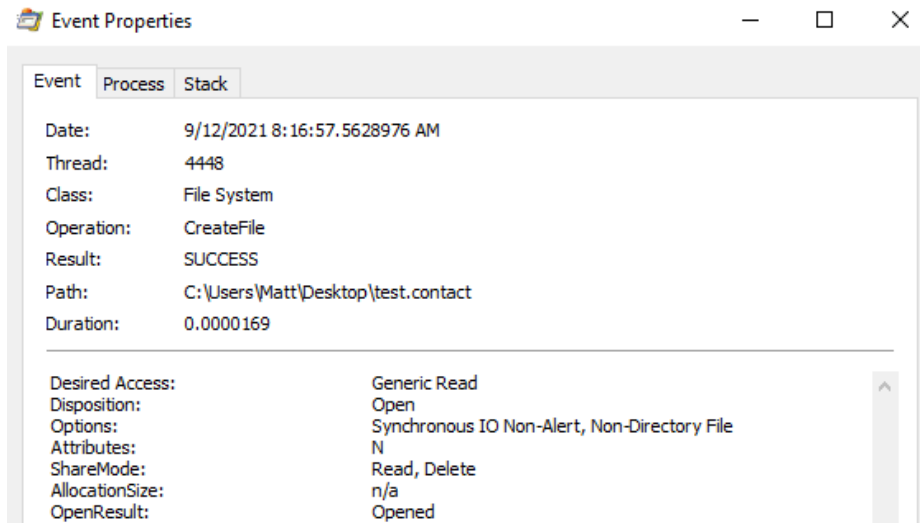 Event Properties
Event Process Stack
Date: 9/12/2021 8:16:57.5628976 AM
Thread: 4448
Class: File System
Operation: CreateFile
Result: SUCCESS
Path: C:\Users\Matt\Desktop\test.contact
Duration: 0.0000169
Desired Access: Generic Read
Disposition: Open
Options: Synchronous IO Non-Alert, Non-Directory File
Attributes: N
ShareMode: Read, Delete
AllocationSize: n/a
OpenResult: Opened